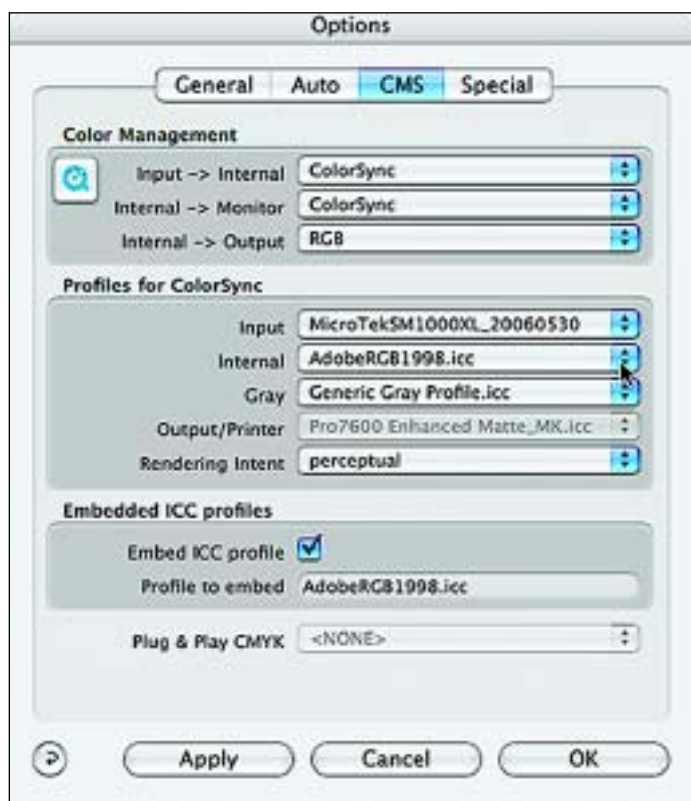 Options
General Auto CMS Special
Color Management
Input -> Internal ColorSync
Internal -> Monitor ColorSync
Internal -> Output RGB
Profiles for ColorSync
Input MicroTekSM1000XL_20060530
Internal AdobeRGB1998.icc
Gray Generic Gray Profile.icc
Output/Printer Pro7600 Enhanced Matte_MK.icc
Rendering Intent perceptual
Embedded ICC profiles
Embed ICC profile
Profile to embed AdobeRGB1998.icc
Plug & Play CMYK <NONE>
Apply Cancel OK